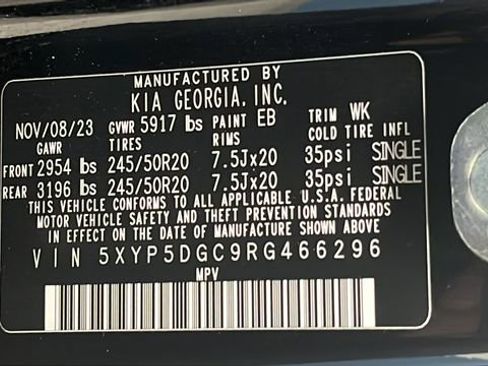 MANUFACTURED BY
KIA GEORGIA, INC.
NOV/08/23 GVWR 5917 lbs PAINT EB TRIM WK
GAWR TIRES RIMS COLD TIRE INFL
FRONT 2954 lbs 245/50R20 7.5Jx20 35psi SINGLE
REAR 3196 lbs 245/50R20 7.5Jx20 35psi SINGLE
THIS VEHICLE CONFORMS TO ALL APPLICABLE U.S.A. FEDERAL
MOTOR VEHICLE SAFETY AND THEFT PREVENTION STANDARDS
IN EFFECT ON THE DATE OF MANUFACTURE SHOWN ABOVE
VIN 5XYP5DGC9RG466296
MPV